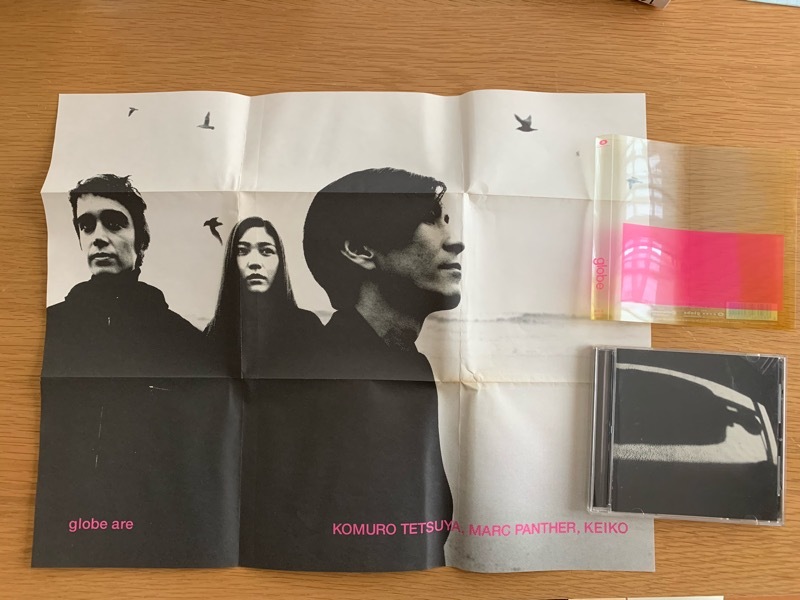 globe
globe are
KOMURO TETSUYA, MARC PANTHER, KEIKO